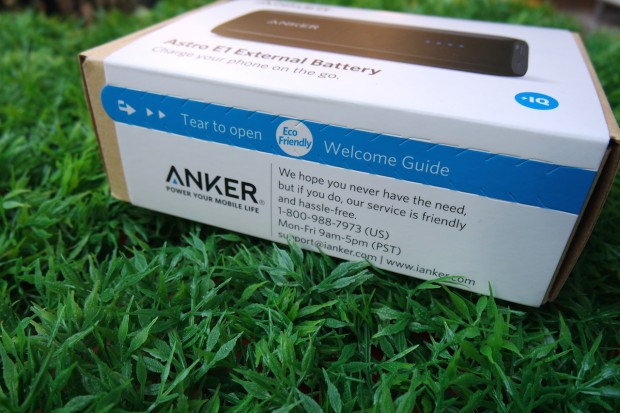 ANKER
ANKER
Astro E1 External Battery
Charge your phone on the go.
IQ
Tear to open
Eco
Friendly
Welcome Guide
ANKER®
POWER YOUR MOBILE LIFE
We hope you never have the need,
but if you do, our service is friendly
and hassle-free.
1-800-988-7973 (US)
Mon-Fri 9am-5pm (PST)
support@ianker.com | www.ianker.com